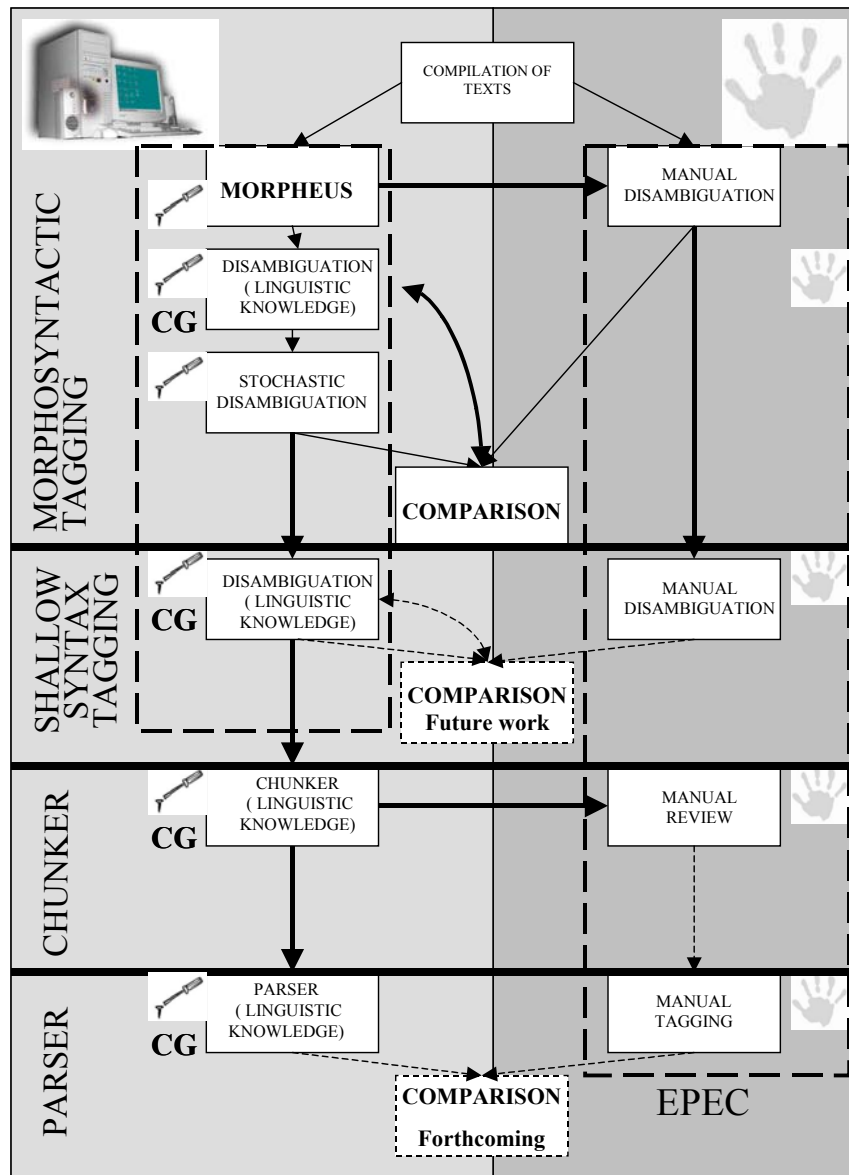 COMPILATION OF
TEXTS
MORPHOSYNTACTIC
TAGGING
MORPHEUS
MANUAL
DISAMBIGUATION
DISAMBIGUATION
( LINGUISTIC
KNOWLEDGE)
CG
STOCHASTIC
DISAMBIGUATION
COMPARISON
SHALLOW
SYNTAX
TAGGING
DISAMBIGUATION
( LINGUISTIC
KNOWLEDGE)
CG
MANUAL
DISAMBIGUATION
COMPARISON
Future work
CHUNKER
CHUNKER
( LINGUISTIC
KNOWLEDGE)
CG
MANUAL
REVIEW
PARSER
PARSER
( LINGUISTIC
KNOWLEDGE)
CG
MANUAL
TAGGING
COMPARISON
Forthcoming
EPEC